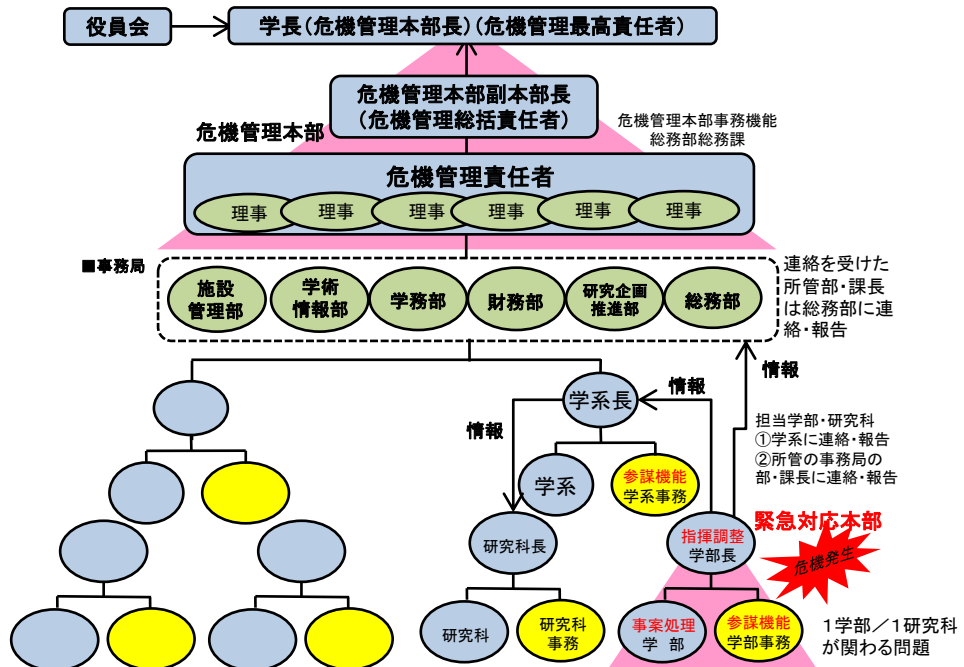 役員会
学長(危機管理本部長)(危機管理最高責任者)
危機管理本部副本部長
(危機管理総括責任者)
危機管理本部
危機管理本部事務機能
総務部総務課
危機管理責任者
理事
理事
理事
理事
理事
理事
■事務局
施設
管理部
学術
情報部
学務部
財務部
研究企画
推進部
総務部
連絡を受けた
所管部・課長
は総務部に連
絡・報告
情報
情報
情報
学系長
担当学部・研究科
①学系に連絡・報告
②所管の事務局の
部・課長に連絡・報告
学系
参謀機能
学系事務
研究科長
緊急対応本部
指揮調整
学部長
危機発生
研究科
研究科
事務
事案処理
学 部
参謀機能
学部事務
1学部／1研究科
が関わる問題